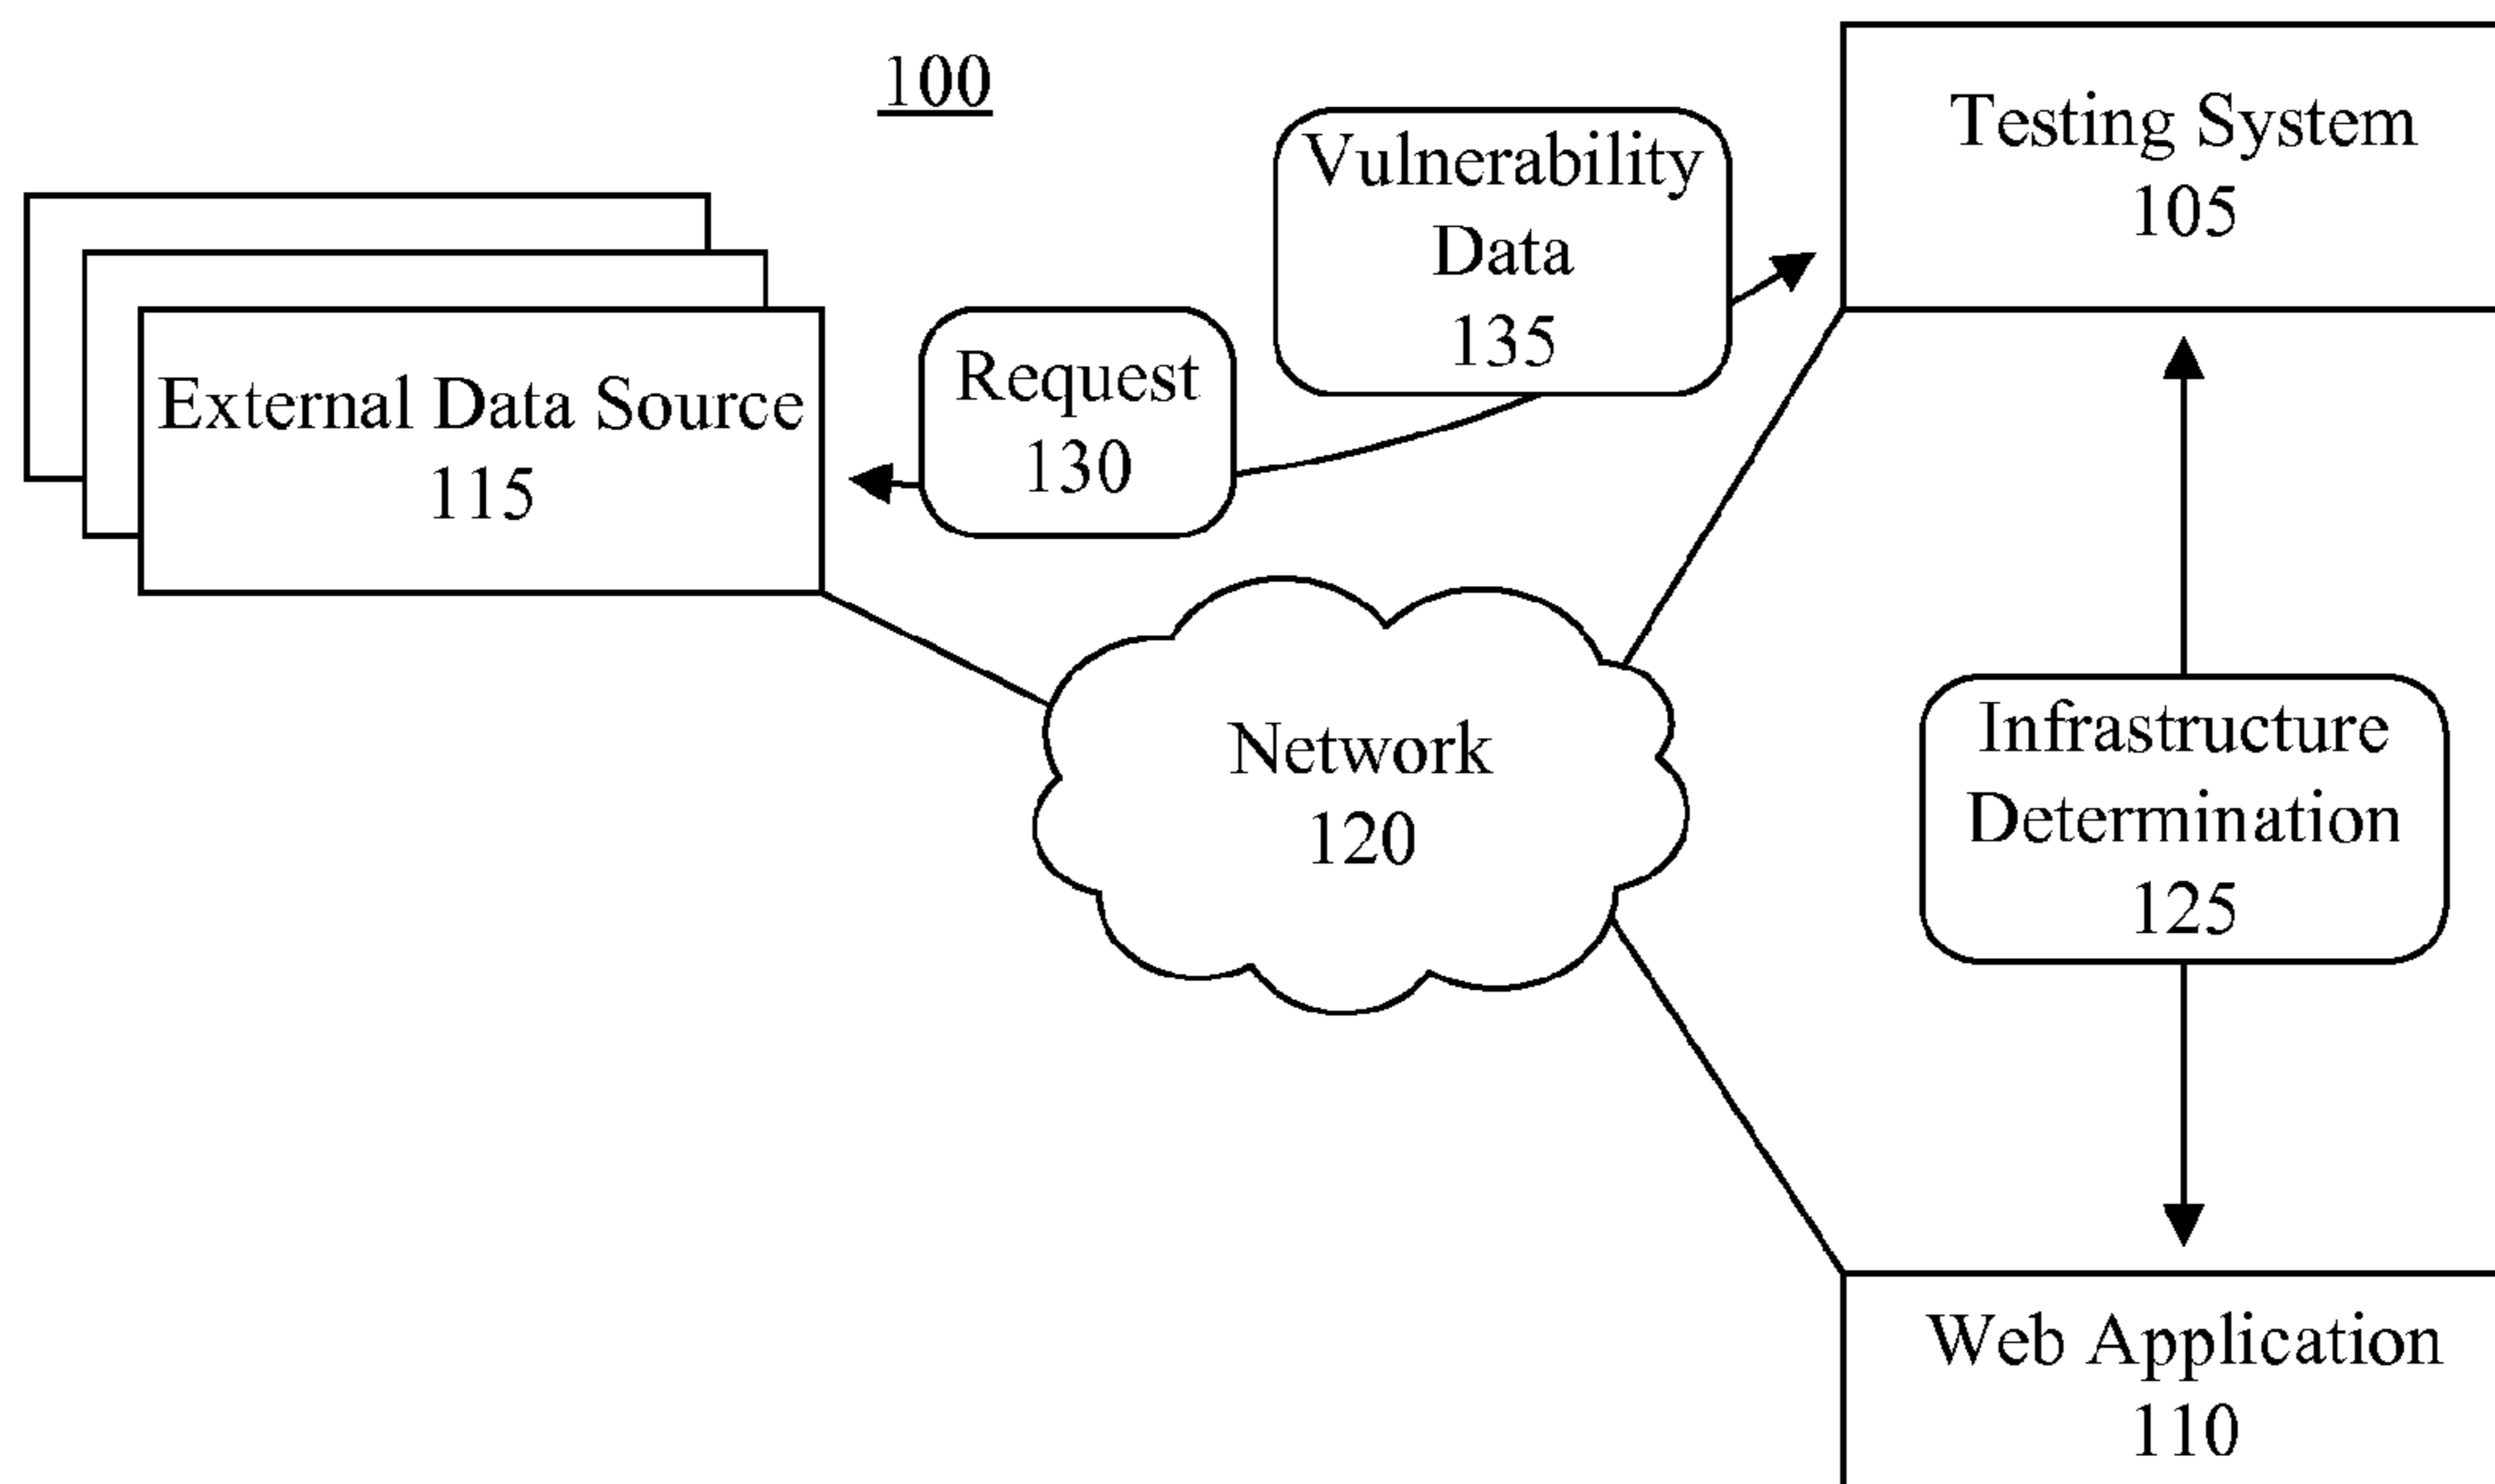 100
Testing System
105
Vulnerability
Data
135
Request
130
External Data Source
115
Network
120
Infrastructure
Determination
125
Web Application
110